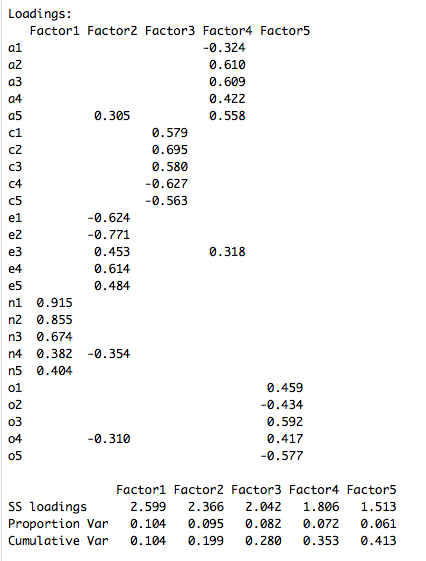 Loadings:
   Factor1 Factor2 Factor3 Factor4 Factor5
a1                         -0.324
a2                          0.610
a3                          0.609
a4                          0.422
a5          0.305           0.558
c1                  0.579
c2                  0.695
c3                  0.580
c4                 -0.627
c5                 -0.563
e1         -0.624
e2         -0.771
e3          0.453           0.318
e4          0.614
e5          0.484
n1  0.915
n2  0.855
n3  0.674
n4  0.382  -0.354
n5  0.404
o1                                  0.459
o2                                 -0.434
o3                                  0.592
o4         -0.310                   0.417
o5                                 -0.577
               Factor1 Factor2 Factor3 Factor4 Factor5
SS loadings      2.599   2.366   2.042   1.806   1.513
Proportion Var   0.104   0.095   0.082   0.072   0.061
Cumulative Var   0.104   0.199   0.280   0.353   0.413